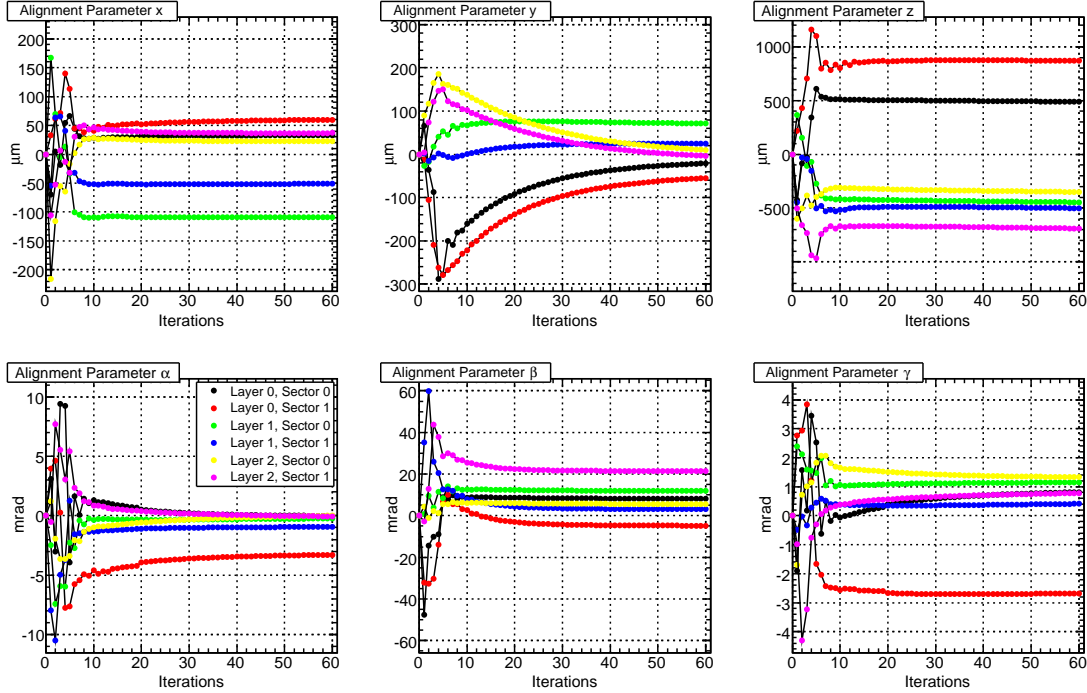 Alignment Parameter x
200
150
100
50
0
-50
-100
-150
-200
μm
0 10 20 30 40 50 60
Iterations
Alignment Parameter y
300
200
100
0
-100
-200
-300
μm
0 10 20 30 40 50 60
Iterations
Alignment Parameter z
1000
500
0
-500
μm
0 10 20 30 40 50 60
Iterations
Alignment Parameter α
10
5
0
-5
-10
mrad
0 10 20 30 40 50 60
Iterations
Layer 0, Sector 0
Layer 0, Sector 1
Layer 1, Sector 0
Layer 1, Sector 1
Layer 2, Sector 0
Layer 2, Sector 1
Alignment Parameter β
60
40
20
0
-20
-40
-60
mrad
0 10 20 30 40 50 60
Iterations
Alignment Parameter γ
4
3
2
1
0
-1
-2
-3
-4
mrad
0 10 20 30 40 50 60
Iterations